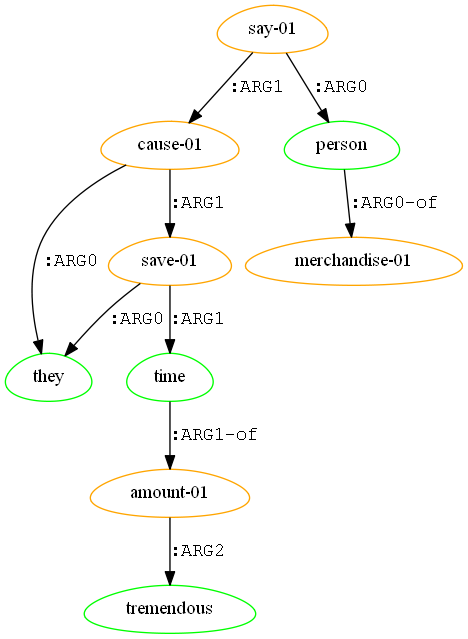 say-01
:ARG1 :ARG0
cause-01 person
:ARG0 :ARG1 :ARG0-of
save-01 merchandise-01
:ARG0 :ARG1
they time
:ARG1-of
amount-01
:ARG2
tremendous